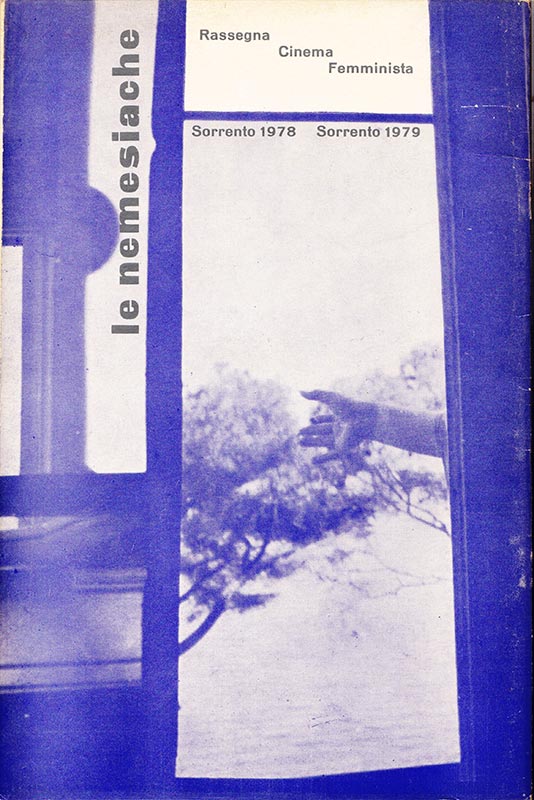 Rassegna
Cinema
Femminista
Sorrento 1978 Sorrento 1979
le nemesiache